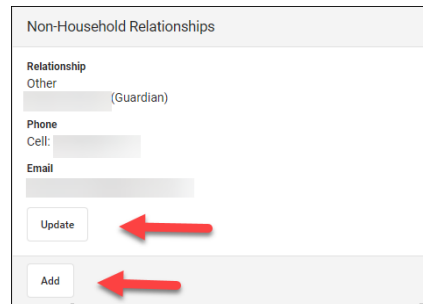 Non-Household Relationships
Relationship
Other
(Guardian)
Phone
Cell:
Email
Update
Add